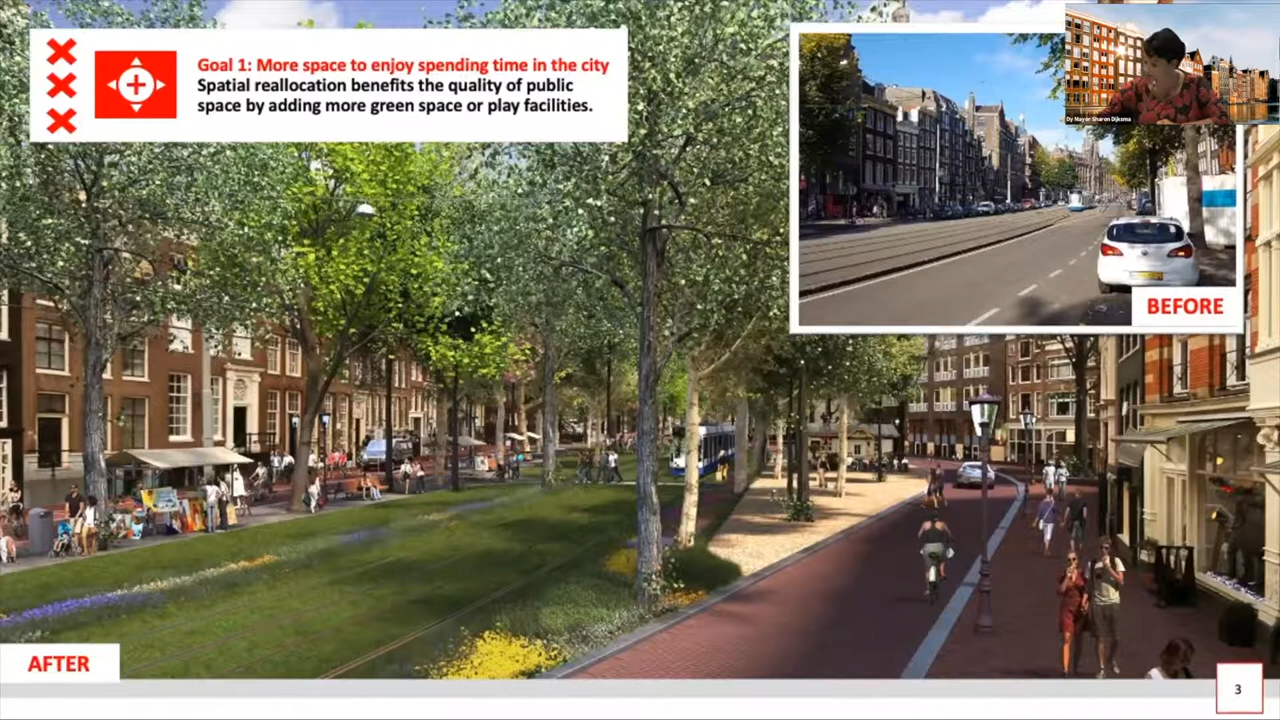 Goal 1: More space to enjoy spending time in the city
Spatial reallocation benefits the quality of public
space by adding more green space or play facilities.
Dy Mayor Sharon Dijksma
BEFORE
AFTER
3